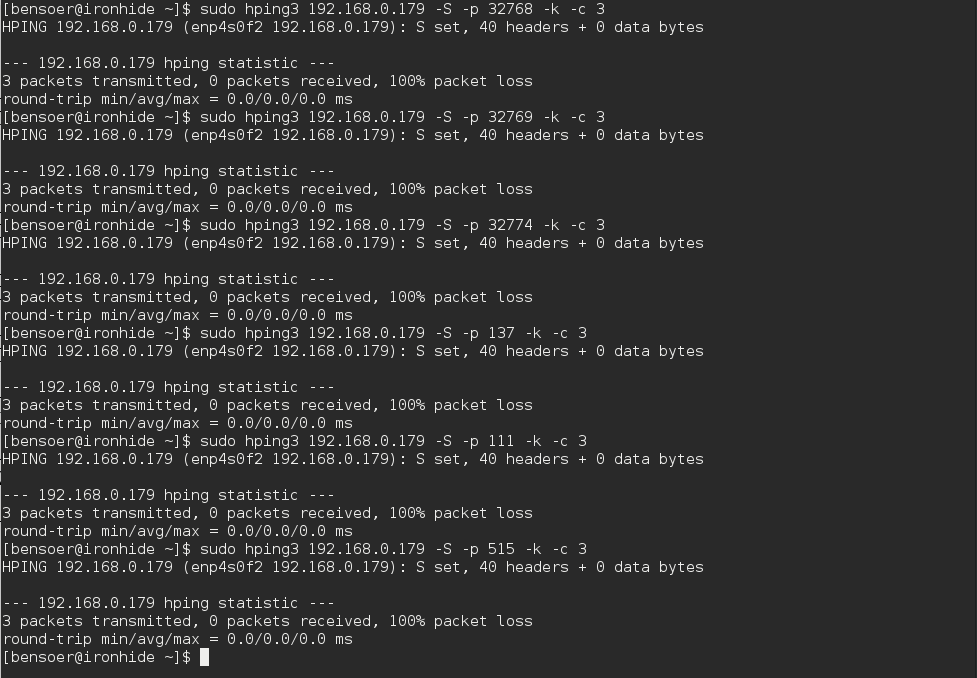 [bensoer@ironhide ~]$ sudo hping3 192.168.0.179 -S -p 32768 -k -c 3
HPING 192.168.0.179 (enp4s0f2 192.168.0.179): S set, 40 headers + 0 data bytes
--- 192.168.0.179 hping statistic ---
3 packets transmitted, 0 packets received, 100% packet loss
round-trip min/avg/max = 0.0/0.0/0.0 ms
[bensoer@ironhide ~]$ sudo hping3 192.168.0.179 -S -p 32769 -k -c 3
HPING 192.168.0.179 (enp4s0f2 192.168.0.179): S set, 40 headers + 0 data bytes
--- 192.168.0.179 hping statistic ---
3 packets transmitted, 0 packets received, 100% packet loss
round-trip min/avg/max = 0.0/0.0/0.0 ms
[bensoer@ironhide ~]$ sudo hping3 192.168.0.179 -S -p 32774 -k -c 3
HPING 192.168.0.179 (enp4s0f2 192.168.0.179): S set, 40 headers + 0 data bytes
--- 192.168.0.179 hping statistic ---
3 packets transmitted, 0 packets received, 100% packet loss
round-trip min/avg/max = 0.0/0.0/0.0 ms
[bensoer@ironhide ~]$ sudo hping3 192.168.0.179 -S -p 137 -k -c 3
HPING 192.168.0.179 (enp4s0f2 192.168.0.179): S set, 40 headers + 0 data bytes
--- 192.168.0.179 hping statistic ---
3 packets transmitted, 0 packets received, 100% packet loss
round-trip min/avg/max = 0.0/0.0/0.0 ms
[bensoer@ironhide ~]$ sudo hping3 192.168.0.179 -S -p 111 -k -c 3
HPING 192.168.0.179 (enp4s0f2 192.168.0.179): S set, 40 headers + 0 data bytes
--- 192.168.0.179 hping statistic ---
3 packets transmitted, 0 packets received, 100% packet loss
round-trip min/avg/max = 0.0/0.0/0.0 ms
[bensoer@ironhide ~]$ sudo hping3 192.168.0.179 -S -p 515 -k -c 3
HPING 192.168.0.179 (enp4s0f2 192.168.0.179): S set, 40 headers + 0 data bytes
--- 192.168.0.179 hping statistic ---
3 packets transmitted, 0 packets received, 100% packet loss
round-trip min/avg/max = 0.0/0.0/0.0 ms
[bensoer@ironhide ~]$